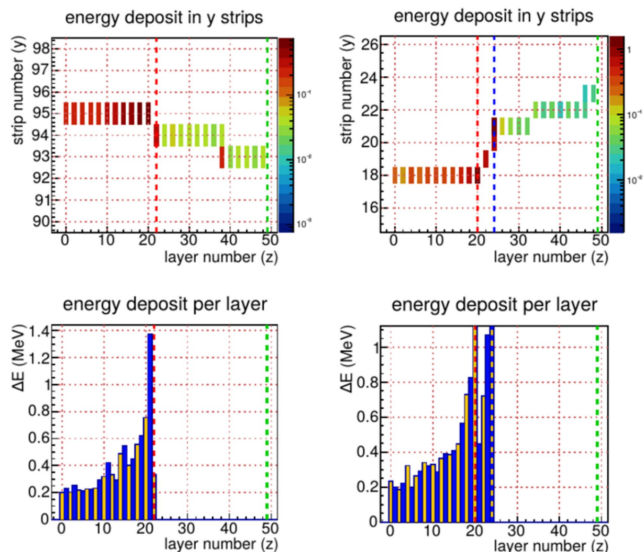 energy deposit in y strips
strip number (y)
98
97
96
95
94
93
92
91
90
0 10 20 30 40 50
layer number (z)
10⁻¹
10⁻²
energy deposit in y strips
strip number (y)
26
24
22
20
18
16
0 10 20 30 40 50
layer number (z)
1
10⁻¹
10⁻²
energy deposit per layer
ΔE (MeV)
1.4
1.2
1
0.8
0.6
0.4
0.2
0
0 10 20 30 40 50
layer number (z)
energy deposit per layer
ΔE (MeV)
1
0.8
0.6
0.4
0.2
0
0 10 20 30 40 50
layer number (z)